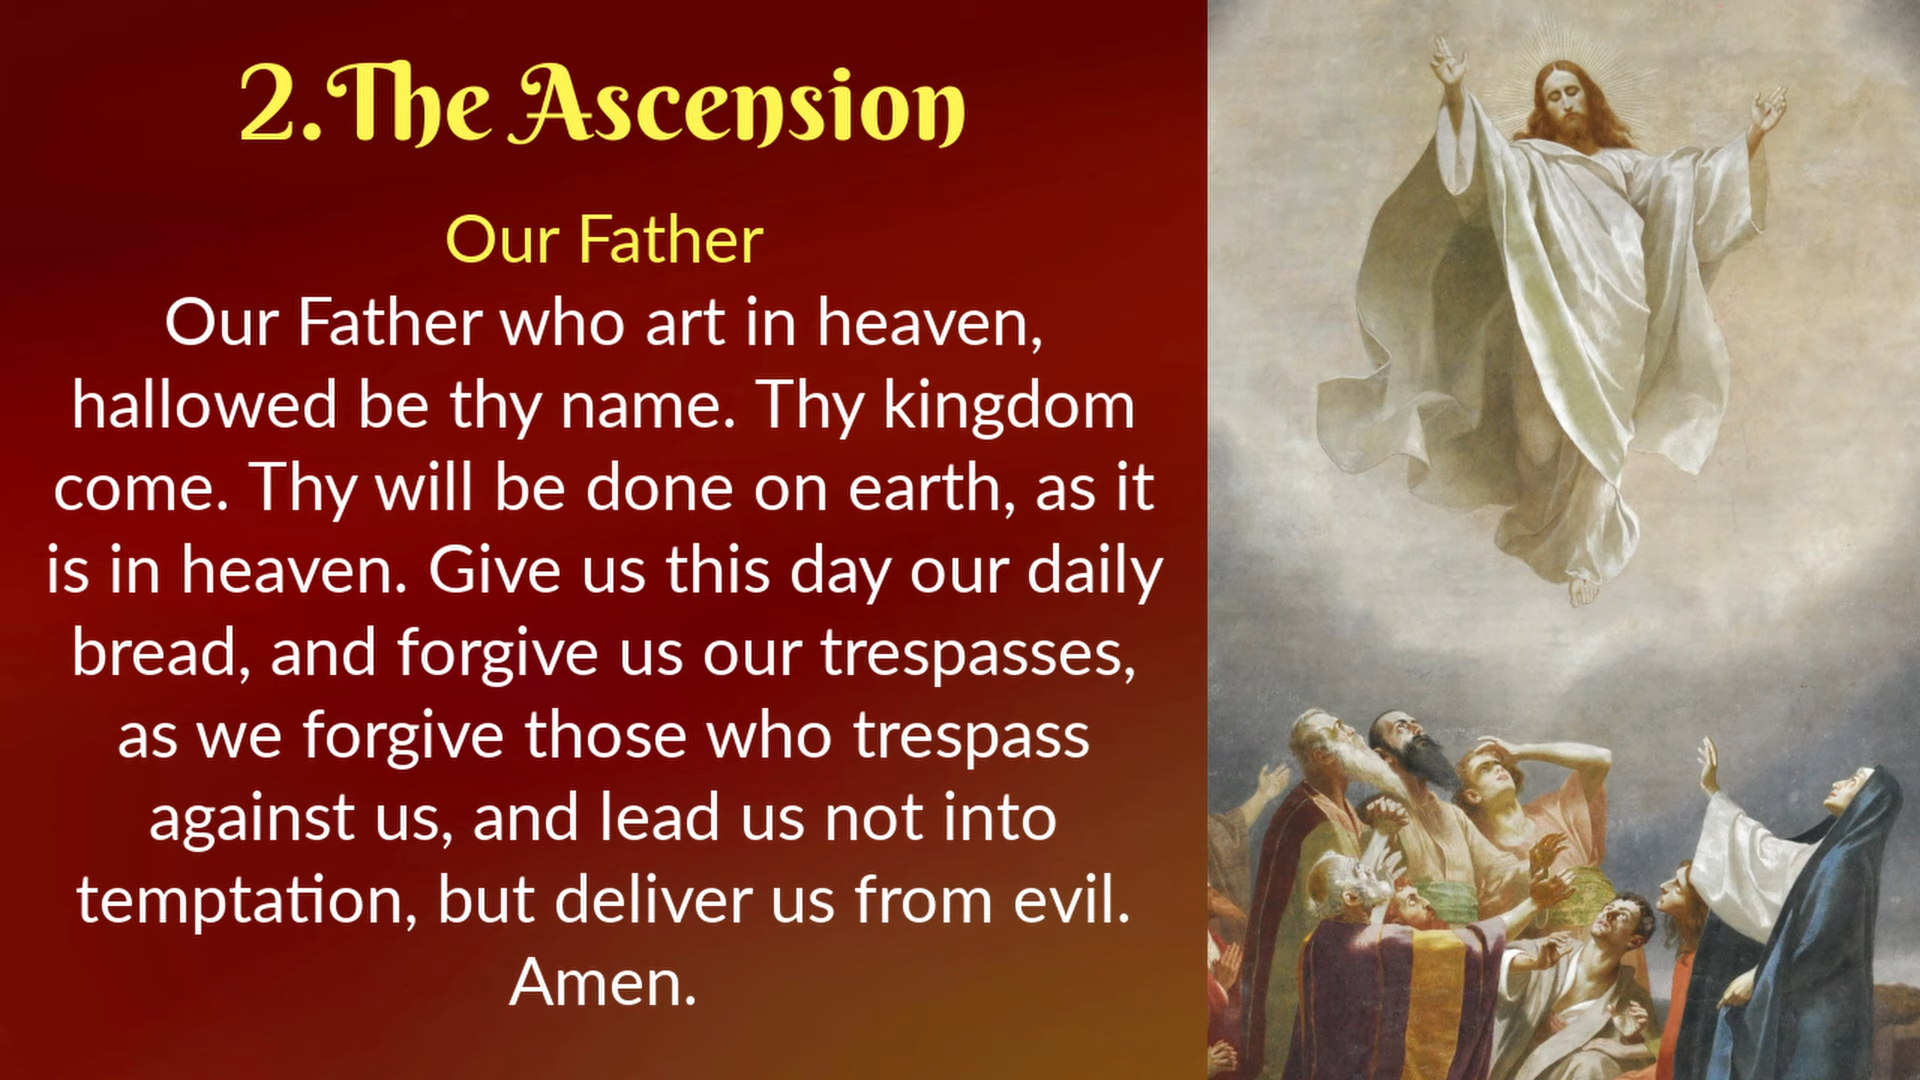 2.The Ascension
Our Father
Our Father who art in heaven,
hallowed be thy name. Thy kingdom
come. Thy will be done on earth, as it
is in heaven. Give us this day our daily
bread, and forgive us our trespasses,
as we forgive those who trespass
against us, and lead us not into
temptation, but deliver us from evil.
Amen.